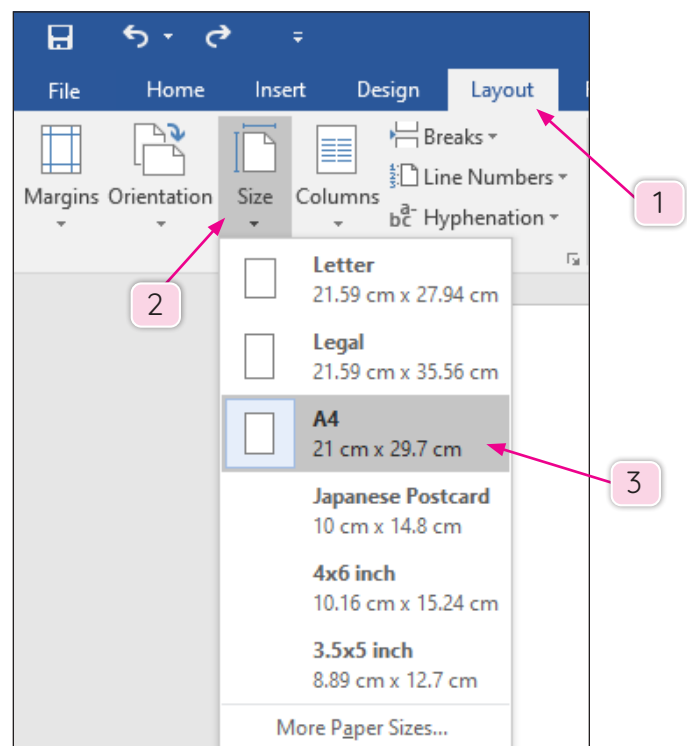 File Home Insert Design Layout
Breaks
Line Numbers
Hyphenation
Margins Orientation Size Columns
1
2
Letter
21.59 cm x 27.94 cm
Legal
21.59 cm x 35.56 cm
A4
21 cm x 29.7 cm
3
Japanese Postcard
10 cm x 14.8 cm
4x6 inch
10.16 cm x 15.24 cm
3.5x5 inch
8.89 cm x 12.7 cm
More Paper Sizes...